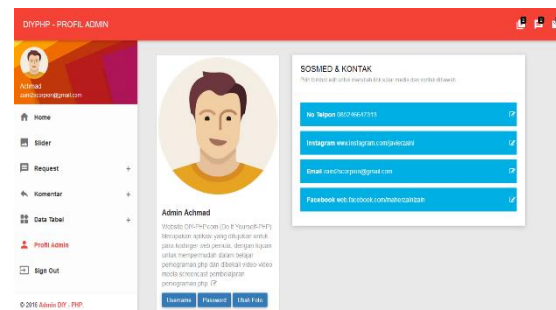 DIYPHP - PROFIL ADMIN
Achmad
Home
Slider
Request +
Komentar +
Data Tabel +
Profil Admin
Sign Out
© 2016 Admin DIY - PHP.
Admin Achmad
Website DIY-PHP.com (Do It Yourself-PHP)
Merupakan aplikasi yang ditujukan untuk
para kodinger web pemula, dengan tujuan
untuk mempermudah dalam belajar
pemograman php dan dibekali video-video
media screencast pembelajaran
pemograman php.
Username Password Ubah Foto
SOSMED & KONTAK
No Telpon
Instagram
Email
Facebook